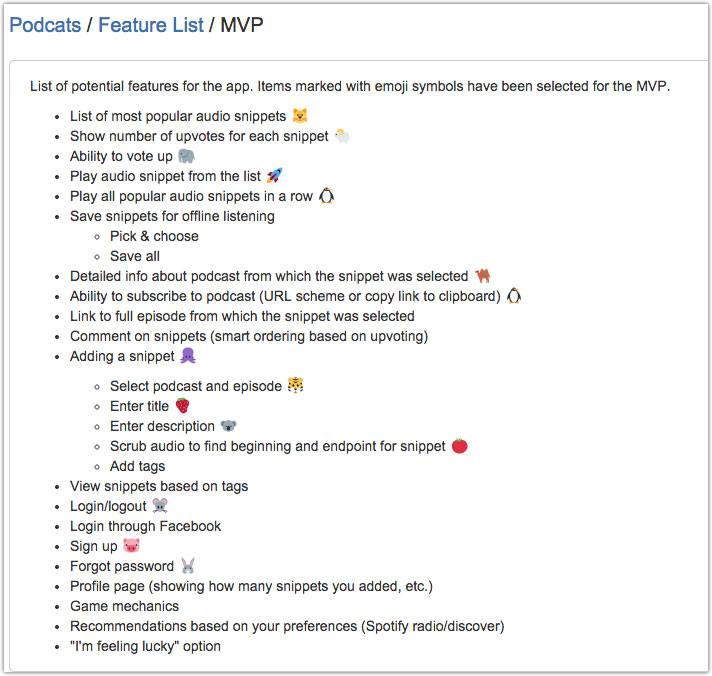 Podcats / Feature List / MVP
List of potential features for the app. Items marked with emoji symbols have been selected for the MVP.
• List of most popular audio snippets 🐱
• Show number of upvotes for each snippet 🐑
• Ability to vote up 🐘
• Play audio snippet from the list 🚀
• Play all popular audio snippets in a row 🐧
• Save snippets for offline listening
◦ Pick & choose
◦ Save all
• Detailed info about podcast from which the snippet was selected 🐫
• Ability to subscribe to podcast (URL scheme or copy link to clipboard) 🐧
• Link to full episode from which the snippet was selected
• Comment on snippets (smart ordering based on upvoting)
• Adding a snippet 🐙
◦ Select podcast and episode 🐯
◦ Enter title 🍓
◦ Enter description 🐨
◦ Scrub audio to find beginning and endpoint for snippet 🍅
◦ Add tags
• View snippets based on tags
• Login/logout 🐭
• Login through Facebook
• Sign up 🐷
• Forgot password 🐰
• Profile page (showing how many snippets you added, etc.)
• Game mechanics
• Recommendations based on your preferences (Spotify radio/discover)
• "I'm feeling lucky" option